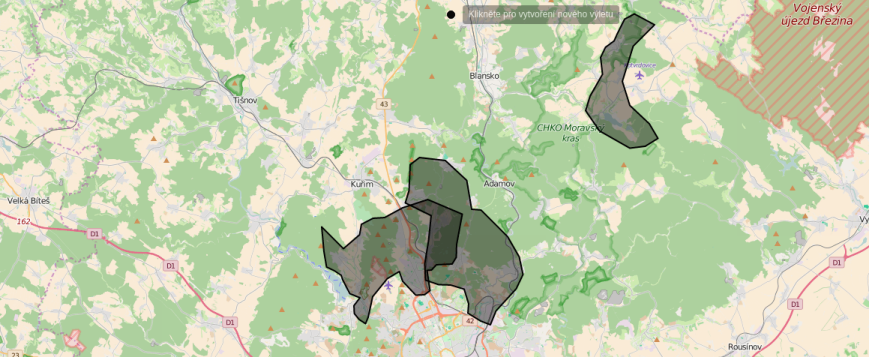 Vojenský
újezd Březina
Klikněte pro vytvoření nového výletu
Blansko
Tišnov
43
CHKO Moravský
kras
Kuřim
Adamov
Velká Bíteš
162
D1
D1
D1
D1
D1
42
Rousínov
23